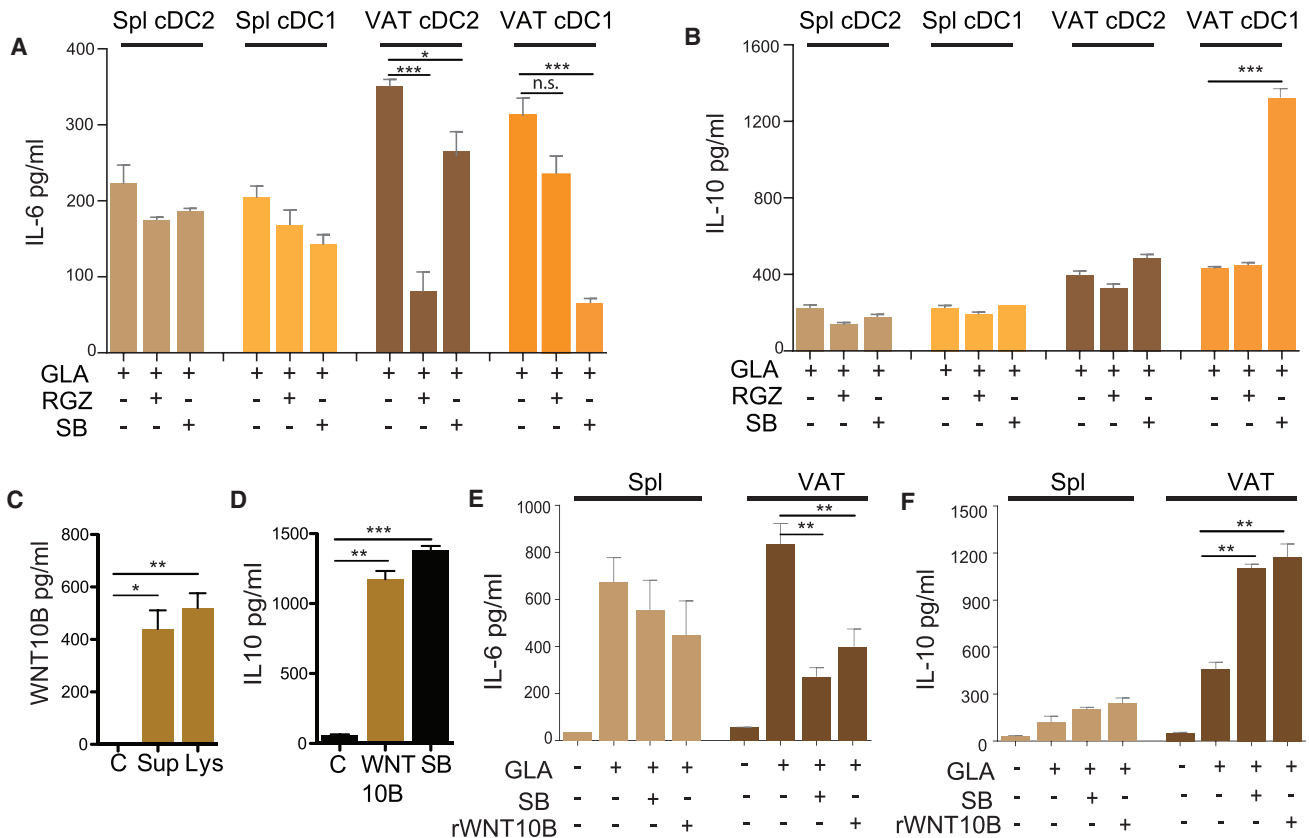 A
Spl cDC2 Spl cDC1 VAT cDC2 VAT cDC1
IL-6 pg/ml
400
300
200
100
0
*
***
***
n.s.
GLA + + + + + + + + + + + +
RGZ - + - - + - - + - - + -
SB - - + - - + - - + - - +
B
Spl cDC2 Spl cDC1 VAT cDC2 VAT cDC1
IL-10 pg/ml
1600
1200
800
400
0
***
GLA + + + + + + + + + + + +
RGZ - + - - + - - + - - + -
SB - - + - - + - - + - - +
C
WNT10B pg/ml
800
600
400
200
0
**
*
C Sup Lys
D
IL10 pg/ml
1500
1000
500
0
***
**
C WNT SB
10B
E
Spl VAT
IL-6 pg/ml
1000
800
600
400
200
0
**
**
GLA - + + + - + + +
SB - - + - - - + -
rWNT10B - - - + - - - +
F
Spl VAT
IL-10 pg/ml
1500
1200
900
600
300
0
**
**
GLA - + + + - + + +
SB - - + - - - + -
rWNT10B - - - + - - - +